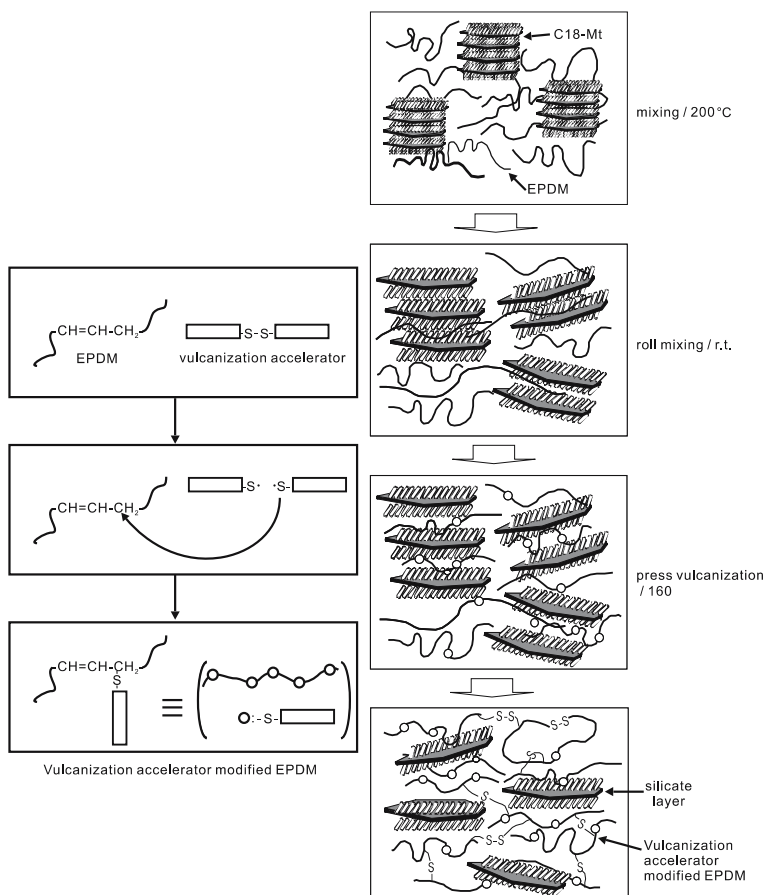 C18-Mt
mixing / 200°C
EPDM
CH=CH-CH2
-S-S-
EPDM
vulcanization accelerator
roll mixing / r.t.
CH=CH-CH2
-S· ·S-
press vulcanization
/ 160
CH=CH-CH2
S
≡
:-S-
Vulcanization accelerator modified EPDM
S-S
S-S
S
S
S
S
S-S
S-S
S
S
silicate
layer
Vulcanization
accelerator
modified EPDM